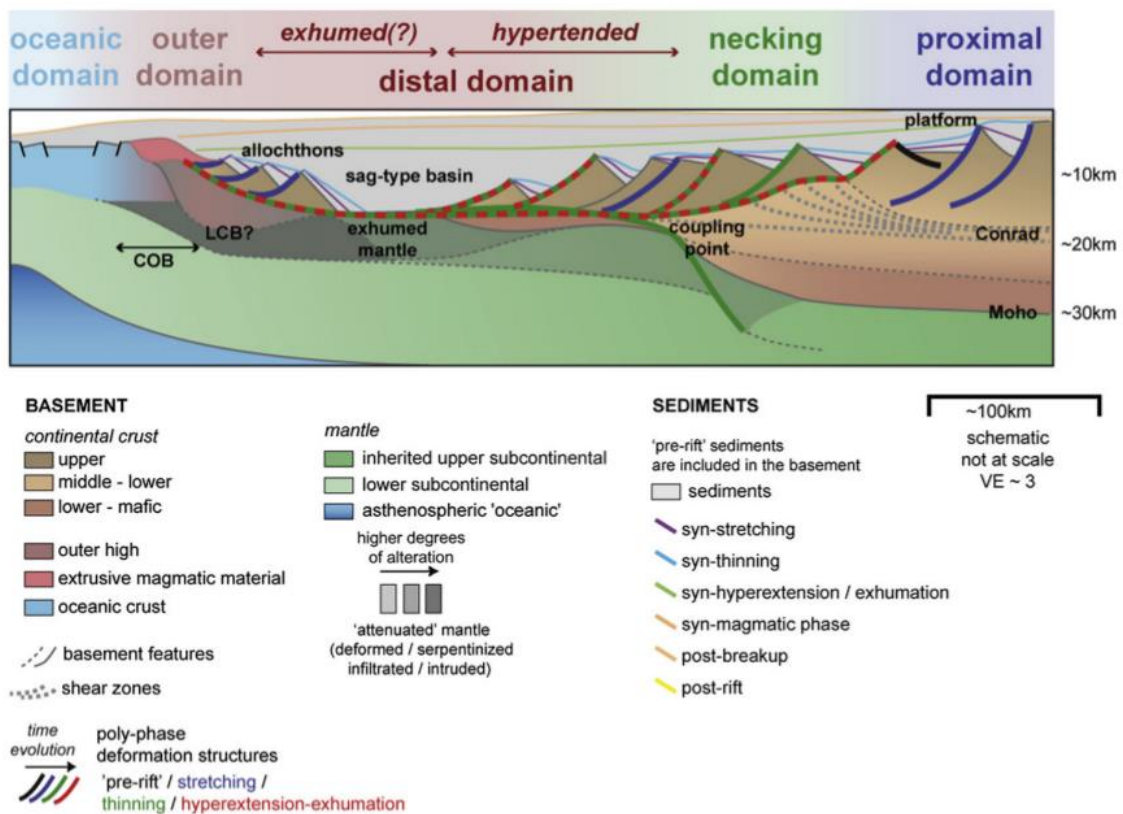 oceanic domain
outer domain
exhumed(?)
hypertended
distal domain
necking domain
proximal domain
platform
allochthons
sag-type basin
~10km
LCB?
exhumed mantle
coupling point
Conrad
COB
~20km
Moho
~30km
BASEMENT
continental crust
upper
middle - lower
lower - mafic
outer high
extrusive magmatic material
oceanic crust
basement features
shear zones
time evolution
poly-phase
deformation structures
'pre-rift' / stretching /
thinning / hyperextension-exhumation
mantle
inherited upper subcontinental
lower subcontinental
asthenospheric 'oceanic'
higher degrees
of alteration
'attenuated' mantle
(deformed / serpentinized
infiltrated / intruded)
SEDIMENTS
'pre-rift' sediments
are included in the basement
sediments
syn-stretching
syn-thinning
syn-hyperextension / exhumation
syn-magmatic phase
post-breakup
post-rift
~100km
schematic
not at scale
VE ~ 3